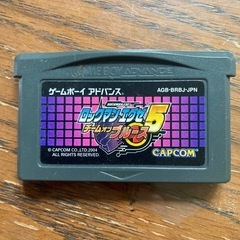 ゲームボーイ アドバンス
AGB-BRBJ-JPN
ロックマン エグゼ5
チームオブ ブルース
© CAPCOM CO., LTD. 2004
ALL RIGHTS RESERVED.
CAPCOM